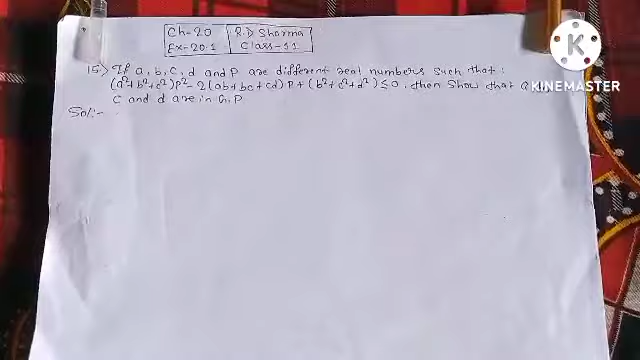 Ch-20 R.D Sharma
Ex-20.1 Class-11
15) If a, b, c, d and P are different real numbers such that:
(a²+b²+c²)P²-2(ab+bc+cd)P+(b²+c²+d²)≤0, then show that a
c and d are in G.P
Sol:-
KINEMASTER